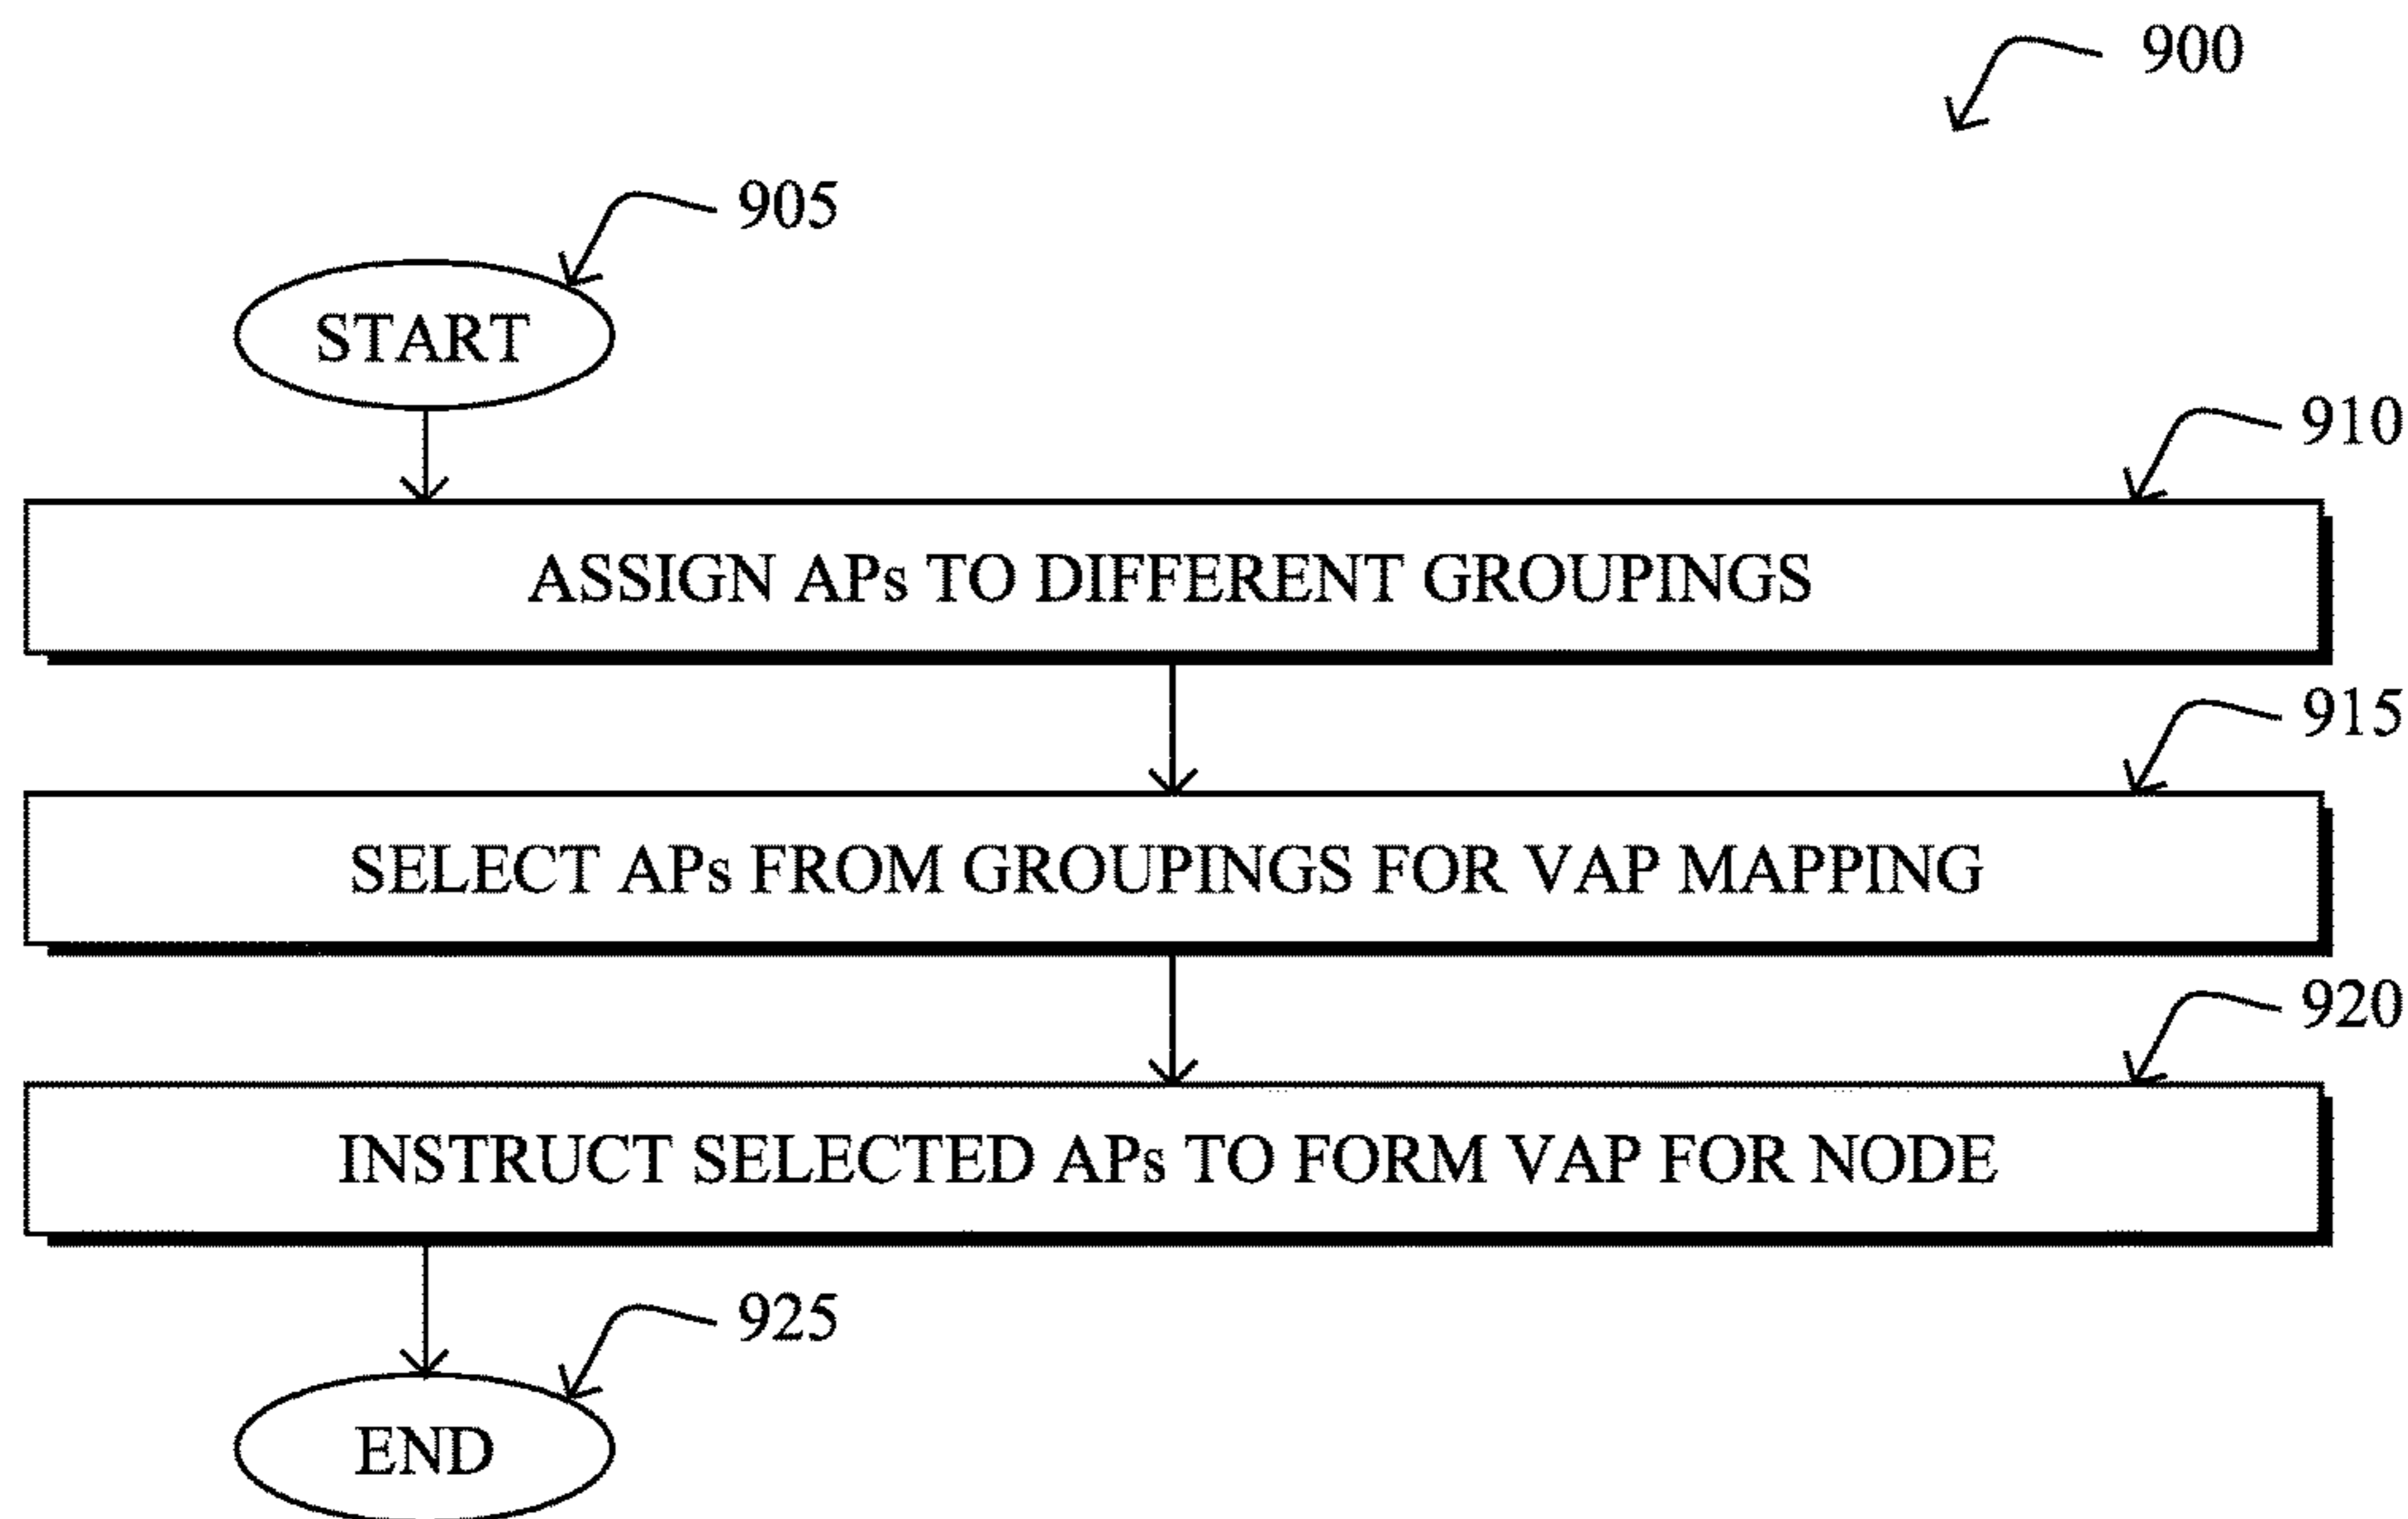 900
905
START
910
ASSIGN APs TO DIFFERENT GROUPINGS
915
SELECT APs FROM GROUPINGS FOR VAP MAPPING
920
INSTRUCT SELECTED APs TO FORM VAP FOR NODE
925
END